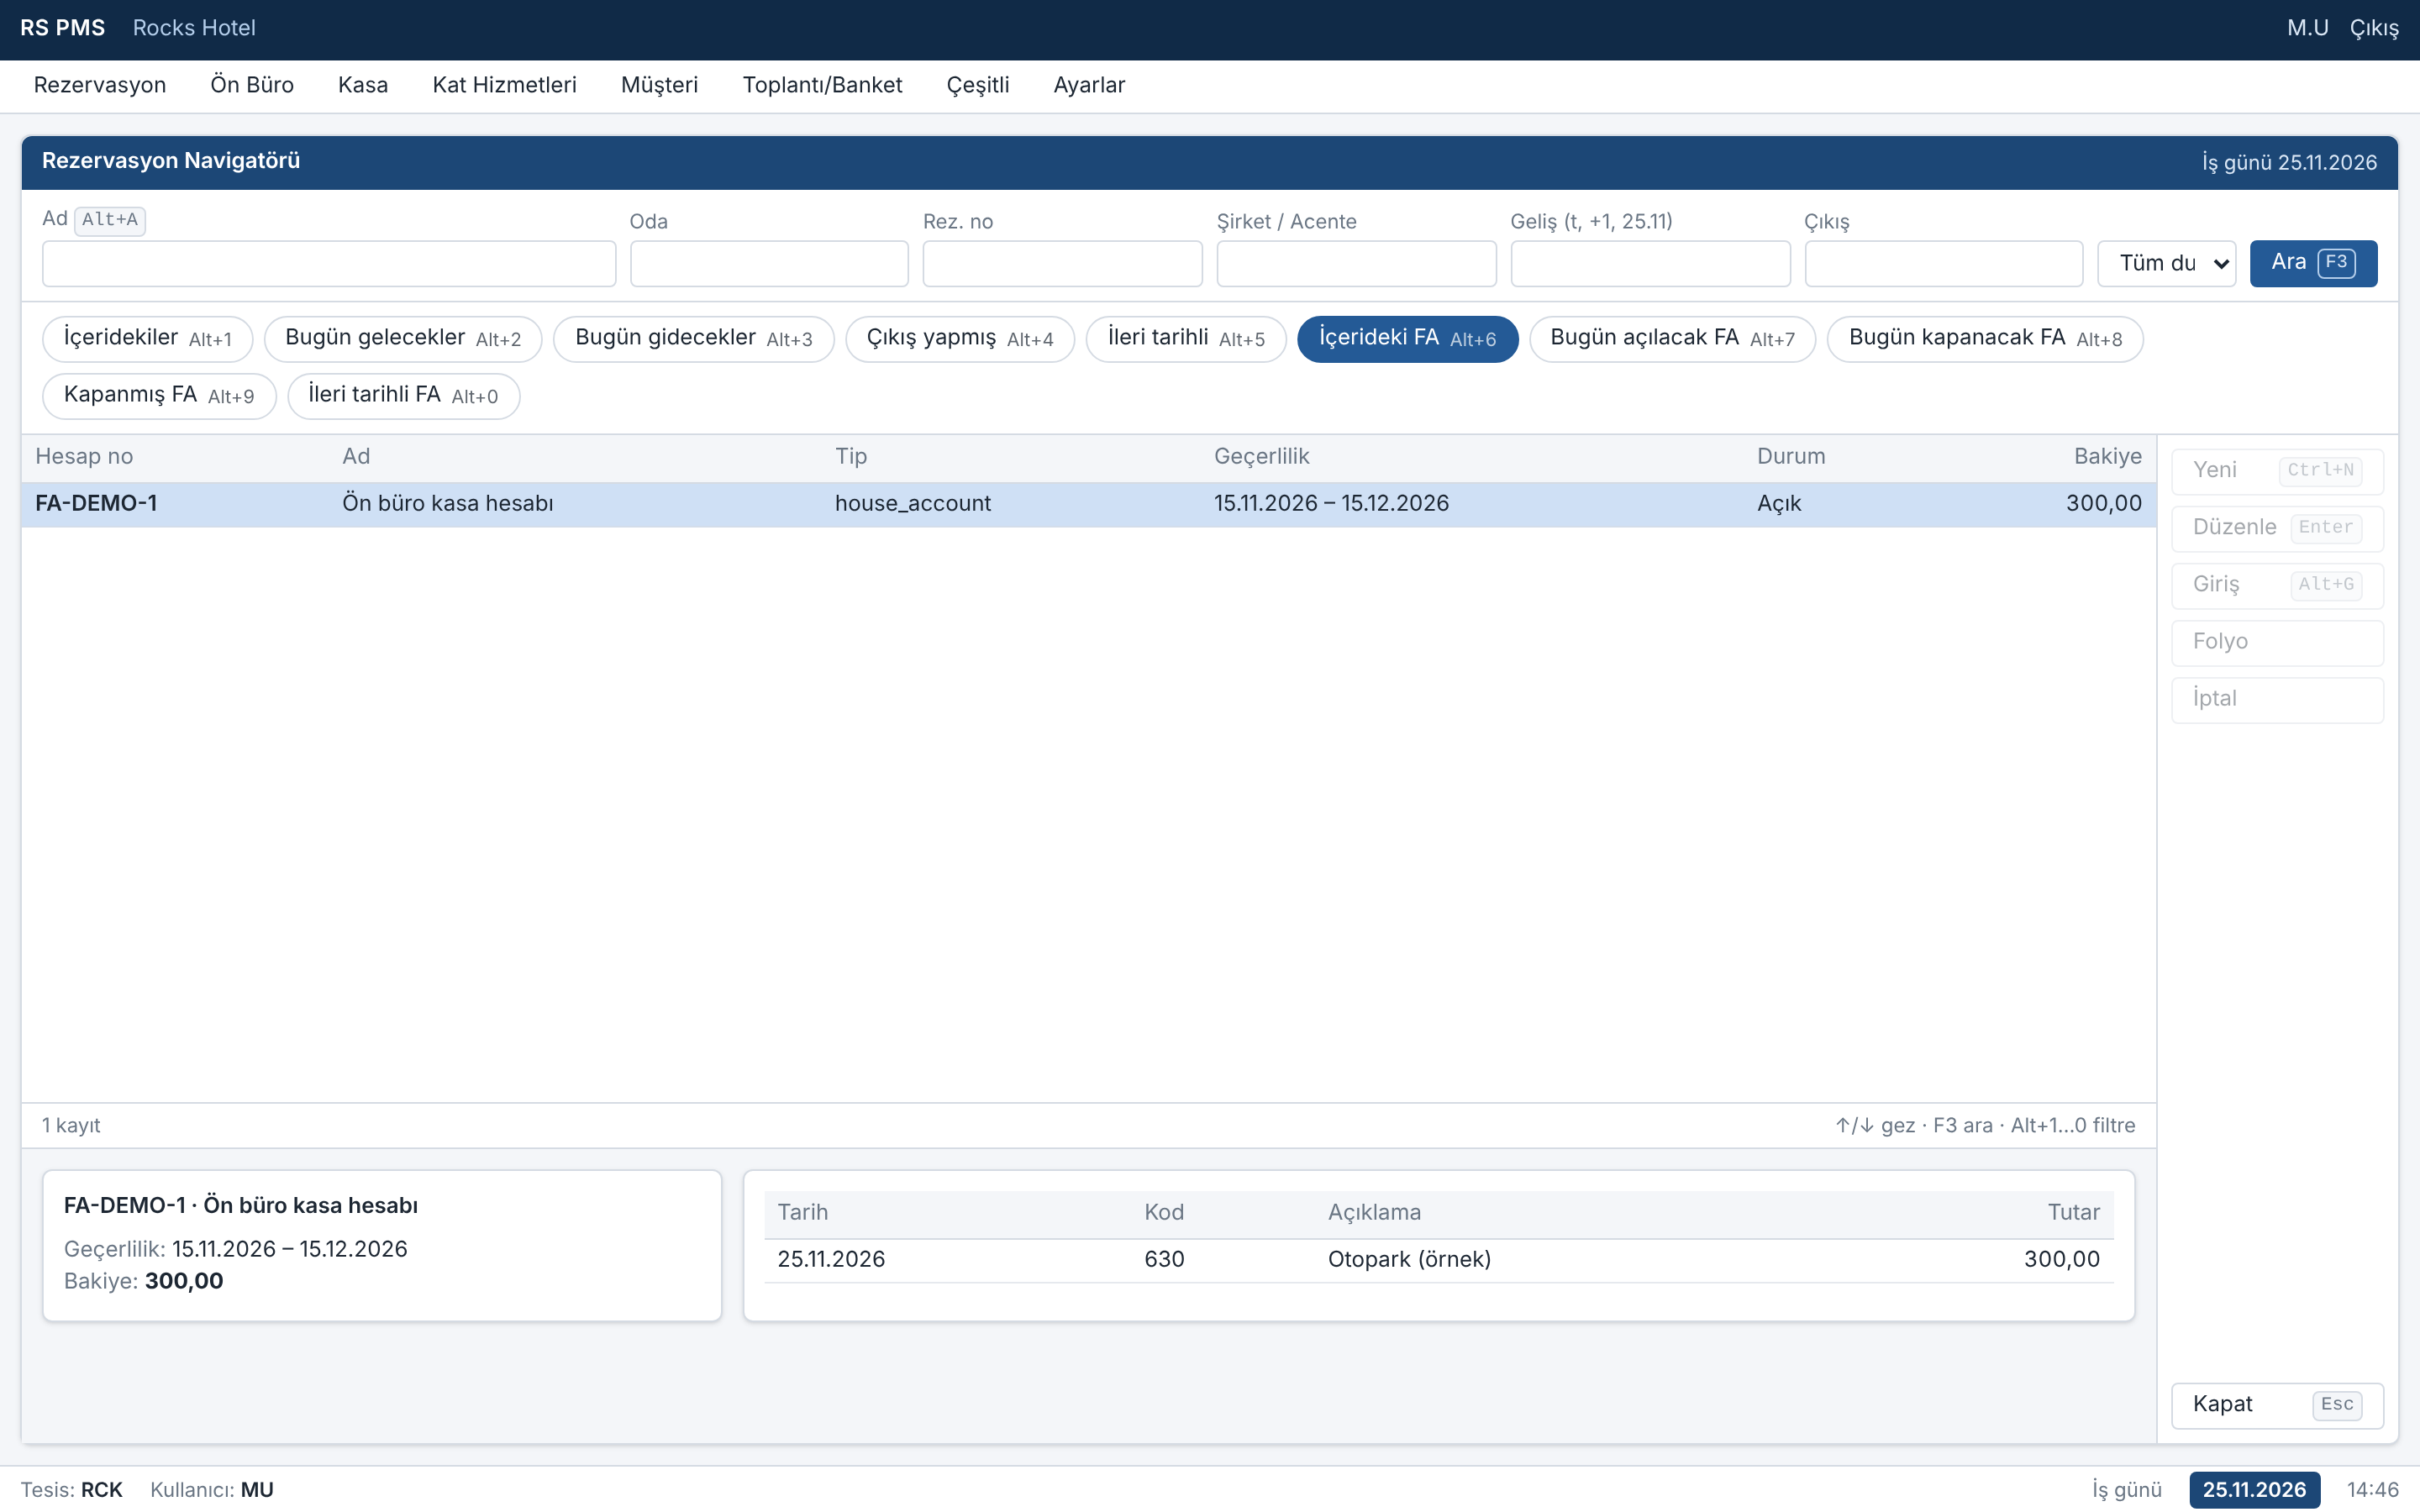 RS PMS Rocks Hotel M.U Çıkış
Rezervasyon Ön Büro Kasa Kat Hizmetleri Müşteri Toplantı/Banket Çeşitli Ayarlar
Rezervasyon Navigatörü İş günü 25.11.2026
Ad Alt+A Oda Rez. no Şirket / Acente Geliş (t, +1, 25.11) Çıkış
Tüm du Ara F3
İçeridekiler Alt+1 Bugün gelecekler Alt+2 Bugün gidecekler Alt+3 Çıkış yapmış Alt+4 İleri tarihli Alt+5 İçerideki FA Alt+6 Bugün açılacak FA Alt+7 Bugün kapanacak FA Alt+8
Kapanmış FA Alt+9 İleri tarihli FA Alt+0
Hesap no Ad Tip Geçerlilik Durum Bakiye
FA-DEMO-1 Ön büro kasa hesabı house_account 15.11.2026 – 15.12.2026 Açık 300,00
Yeni Ctrl+N
Düzenle Enter
Giriş Alt+G
Folyo
İptal
1 kayıt ↑/↓ gez · F3 ara · Alt+1…0 filtre
FA-DEMO-1 · Ön büro kasa hesabı
Geçerlilik: 15.11.2026 – 15.12.2026
Bakiye: 300,00
Tarih Kod Açıklama Tutar
25.11.2026 630 Otopark (örnek) 300,00
Kapat Esc
Tesis: RCK Kullanıcı: MU İş günü 25.11.2026 14:46